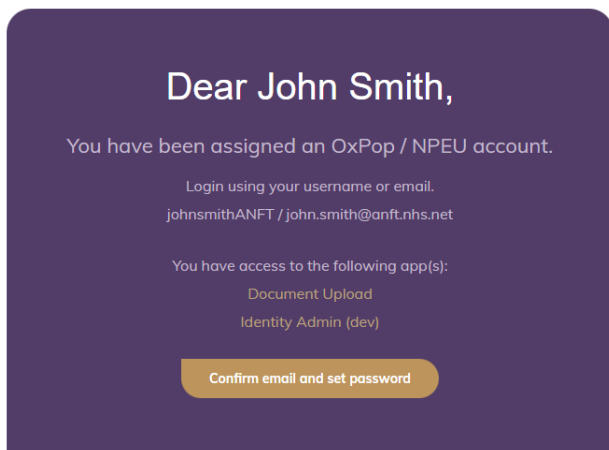 Dear John Smith,
You have been assigned an OxPop / NPEU account.
Login using your username or email.
johnsmithANFT / john.smith@anft.nhs.net
You have access to the following app(s):
Document Upload
Identity Admin (dev)
Confirm email and set password